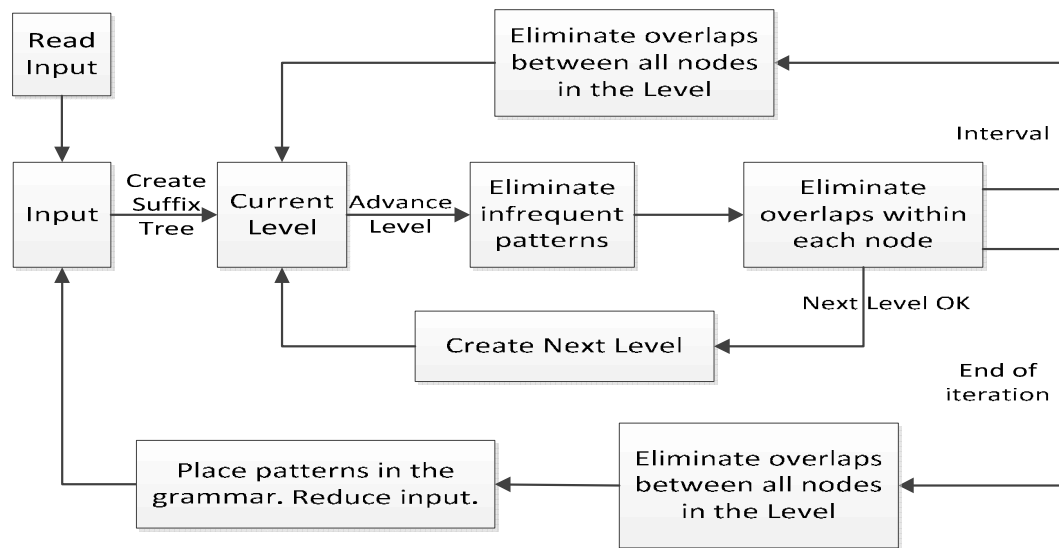 Read
Input
Eliminate overlaps
between all nodes
in the Level
Interval
Input
Create
Suffix
Tree
Current
Level
Advance
Level
Eliminate
infrequent
patterns
Eliminate
overlaps within
each node
Next Level OK
Create Next Level
End of
iteration
Place patterns in the
grammar. Reduce input.
Eliminate overlaps
between all nodes
in the Level